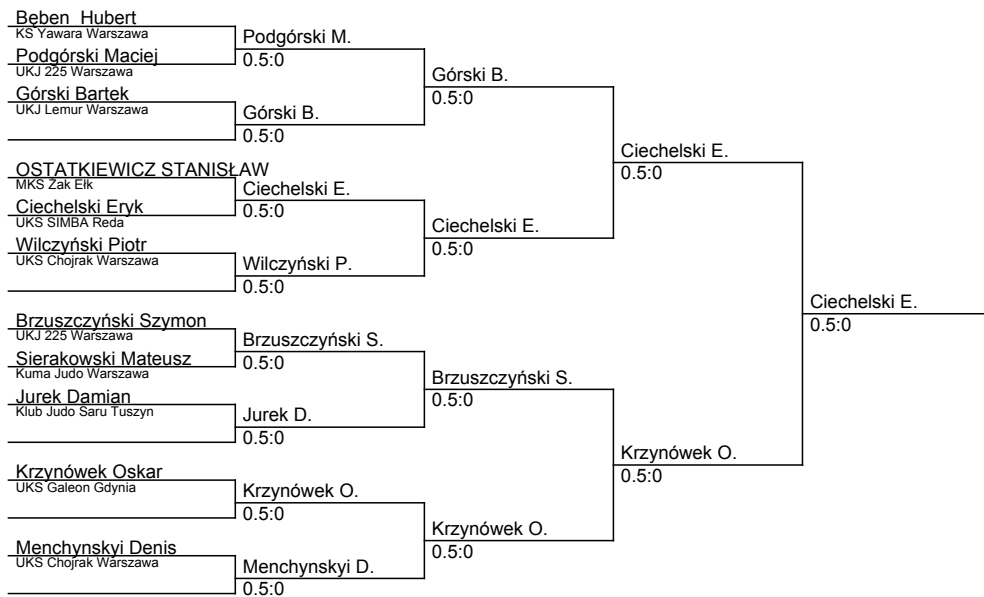 Bęben  Hubert
KS Yawara Warszawa
Podgórski Maciej
UKJ 225 Warszawa
Górski Bartek
UKJ Lemur Warszawa
OSTATKIEWICZ STANISŁAW
MKS Żak Ełk
Ciechelski Eryk
UKS SIMBA Reda
Wilczyński Piotr
UKS Chojrak Warszawa
Brzuszczyński Szymon
UKJ 225 Warszawa
Sierakowski Mateusz
Kuma Judo Warszawa
Jurek Damian
Klub Judo Saru Tuszyn
Krzynówek Oskar
UKS Galeon Gdynia
Menchynskyi Denis
UKS Chojrak Warszawa
Podgórski M.
0.5:0
Górski B.
0.5:0
Ciechelski E.
0.5:0
Wilczyński P.
0.5:0
Brzuszczyński S.
0.5:0
Jurek D.
0.5:0
Krzynówek O.
0.5:0
Menchynskyi D.
0.5:0
Górski B.
0.5:0
Ciechelski E.
0.5:0
Brzuszczyński S.
0.5:0
Krzynówek O.
0.5:0
Ciechelski E.
0.5:0
Krzynówek O.
0.5:0
Ciechelski E.
0.5:0